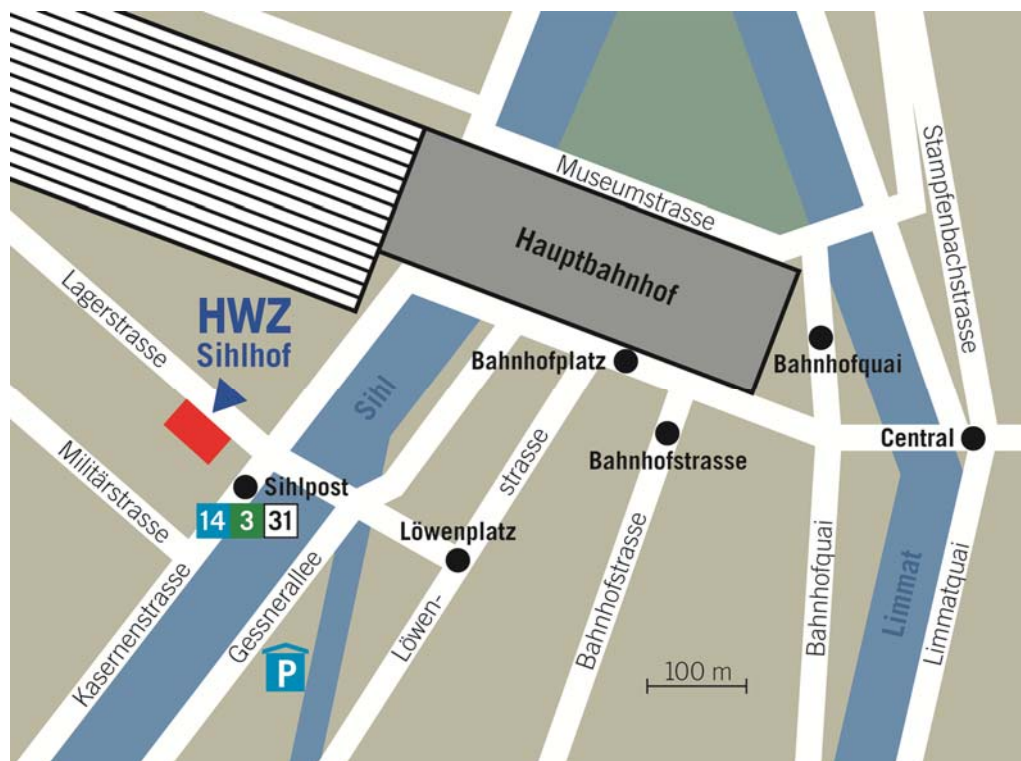 Museumstrasse
Stampfenbachstrasse
Hauptbahnhof
Lagerstrasse
HWZ
Sihlhof
Bahnhofplatz
Bahnhofquai
Sihl
Central
Bahnhofstrasse
Militärstrasse
Sihlpost
14 3 31
Löwenplatz
strasse
Löwen-
Kasernenstrasse
Gessnerallee
P
Bahnhofstrasse
Bahnhofquai
Limmat
Limmatquai
100 m